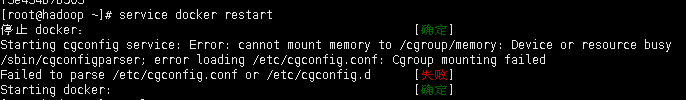 [root@hadoop ~]# service docker restart
停止 docker: [确定]
Starting cgconfig service: Error: cannot mount memory to /cgroup/memory: Device or resource busy
/sbin/cgconfigparser; error loading /etc/cgconfig.conf: Cgroup mounting failed
Failed to parse /etc/cgconfig.conf or /etc/cgconfig.d [失败]
Starting docker: [确定]